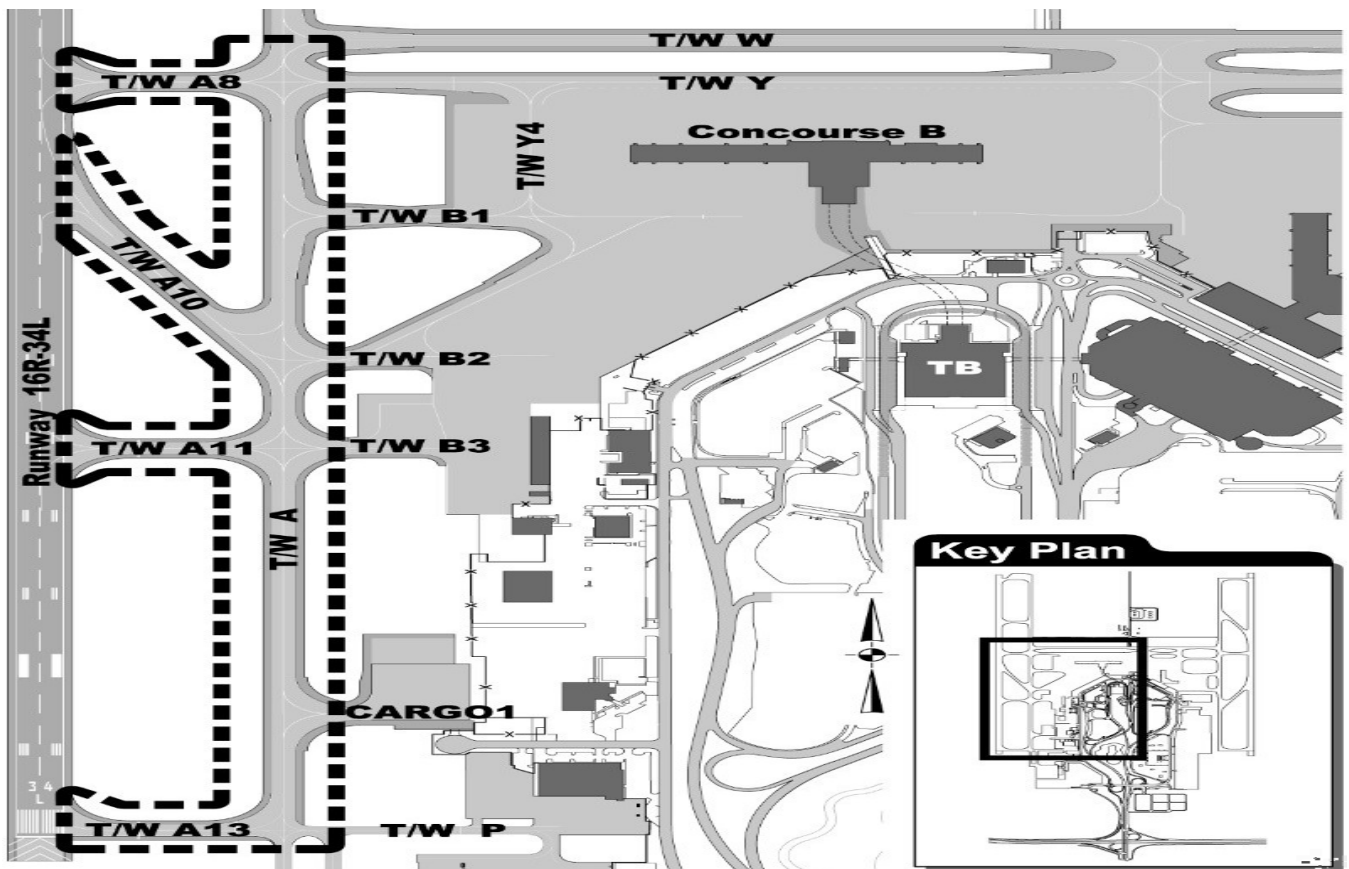 T/W W
T/W A8
T/W Y
Concourse B
T/W Y4
T/W B1
T/W A10
Runway 16R-34L
T/W B2
TB
T/W A11
T/W B3
T/W A
Key Plan
CARGO1
34
L
T/W A13
T/W P